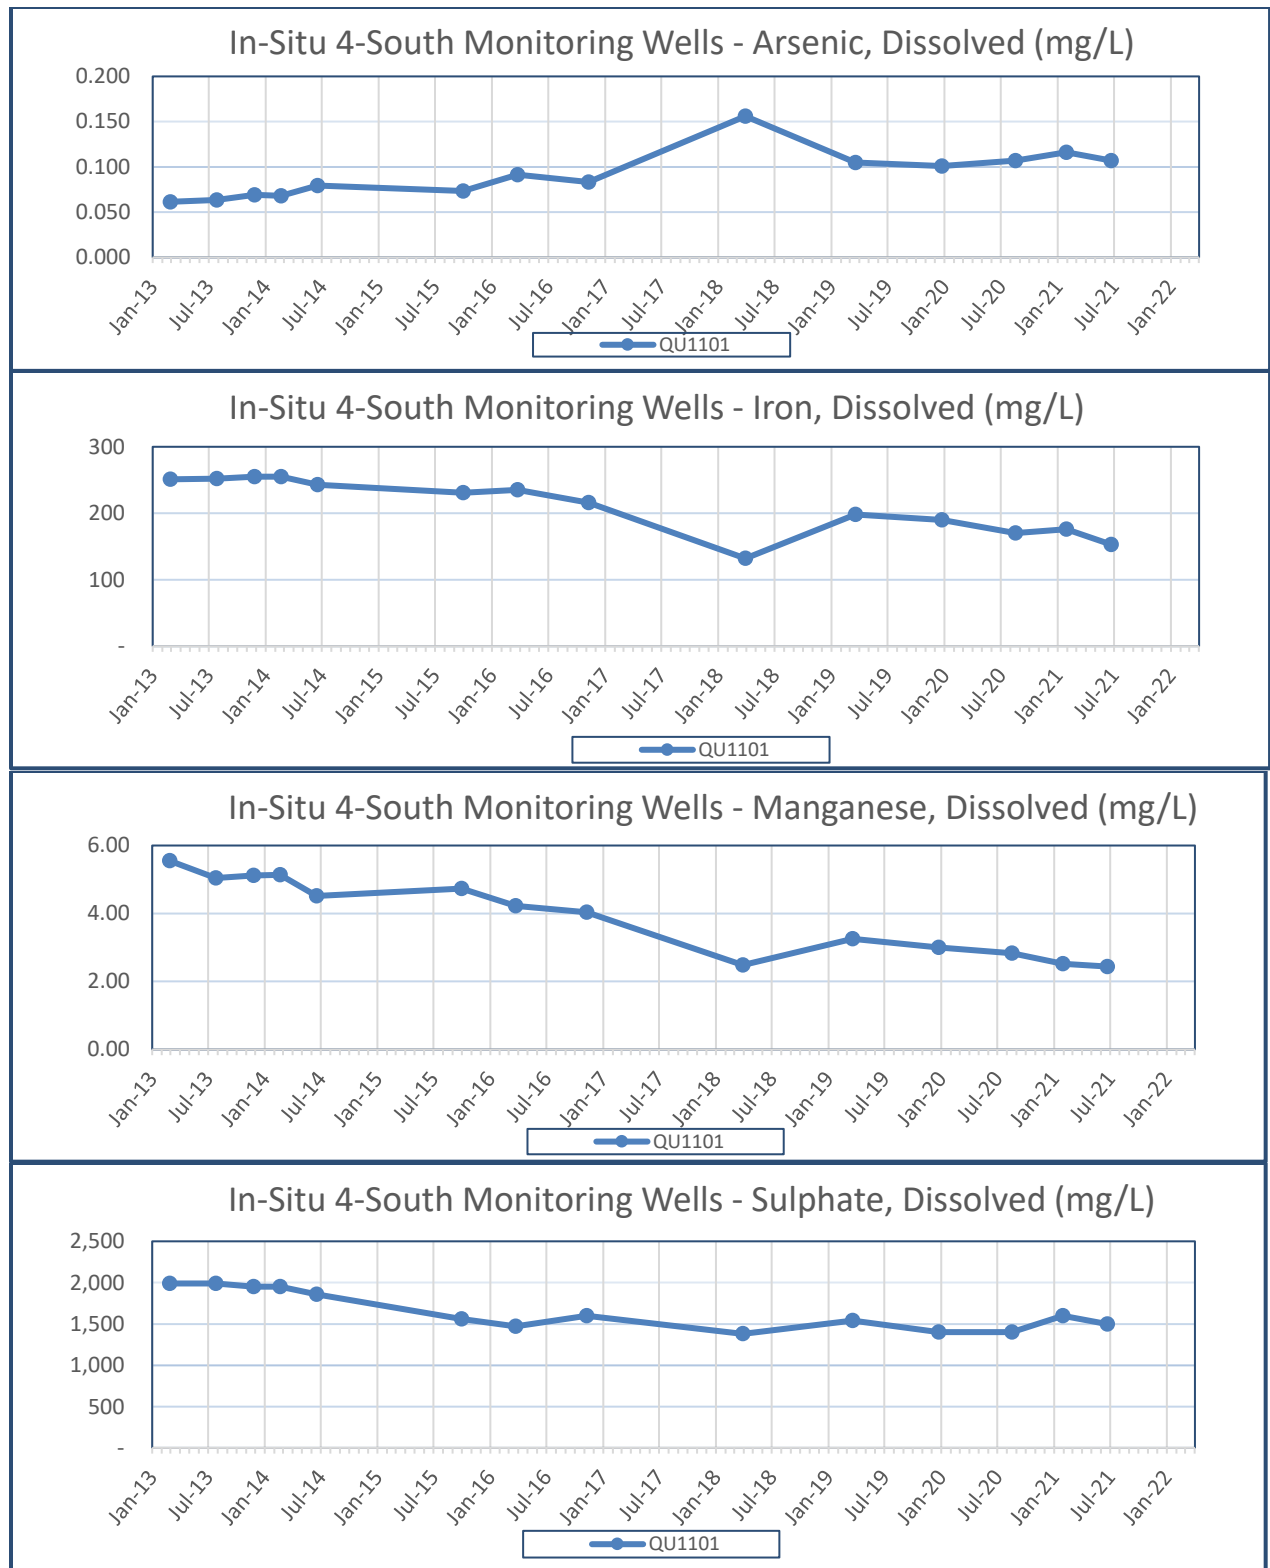 In-Situ 4-South Monitoring Wells - Arsenic, Dissolved (mg/L)
0.200
0.150
0.100
0.050
0.000
Jan-13 Jul-13 Jan-14 Jul-14 Jan-15 Jul-15 Jan-16 Jul-16 Jan-17 Jul-17 Jan-18 Jul-18 Jan-19 Jul-19 Jan-20 Jul-20 Jan-21 Jul-21 Jan-22
QU1101
In-Situ 4-South Monitoring Wells - Iron, Dissolved (mg/L)
300
200
100
-
Jan-13 Jul-13 Jan-14 Jul-14 Jan-15 Jul-15 Jan-16 Jul-16 Jan-17 Jul-17 Jan-18 Jul-18 Jan-19 Jul-19 Jan-20 Jul-20 Jan-21 Jul-21 Jan-22
QU1101
In-Situ 4-South Monitoring Wells - Manganese, Dissolved (mg/L)
6.00
4.00
2.00
0.00
Jan-13 Jul-13 Jan-14 Jul-14 Jan-15 Jul-15 Jan-16 Jul-16 Jan-17 Jul-17 Jan-18 Jul-18 Jan-19 Jul-19 Jan-20 Jul-20 Jan-21 Jul-21 Jan-22
QU1101
In-Situ 4-South Monitoring Wells - Sulphate, Dissolved (mg/L)
2,500
2,000
1,500
1,000
500
-
Jan-13 Jul-13 Jan-14 Jul-14 Jan-15 Jul-15 Jan-16 Jul-16 Jan-17 Jul-17 Jan-18 Jul-18 Jan-19 Jul-19 Jan-20 Jul-20 Jan-21 Jul-21 Jan-22
QU1101